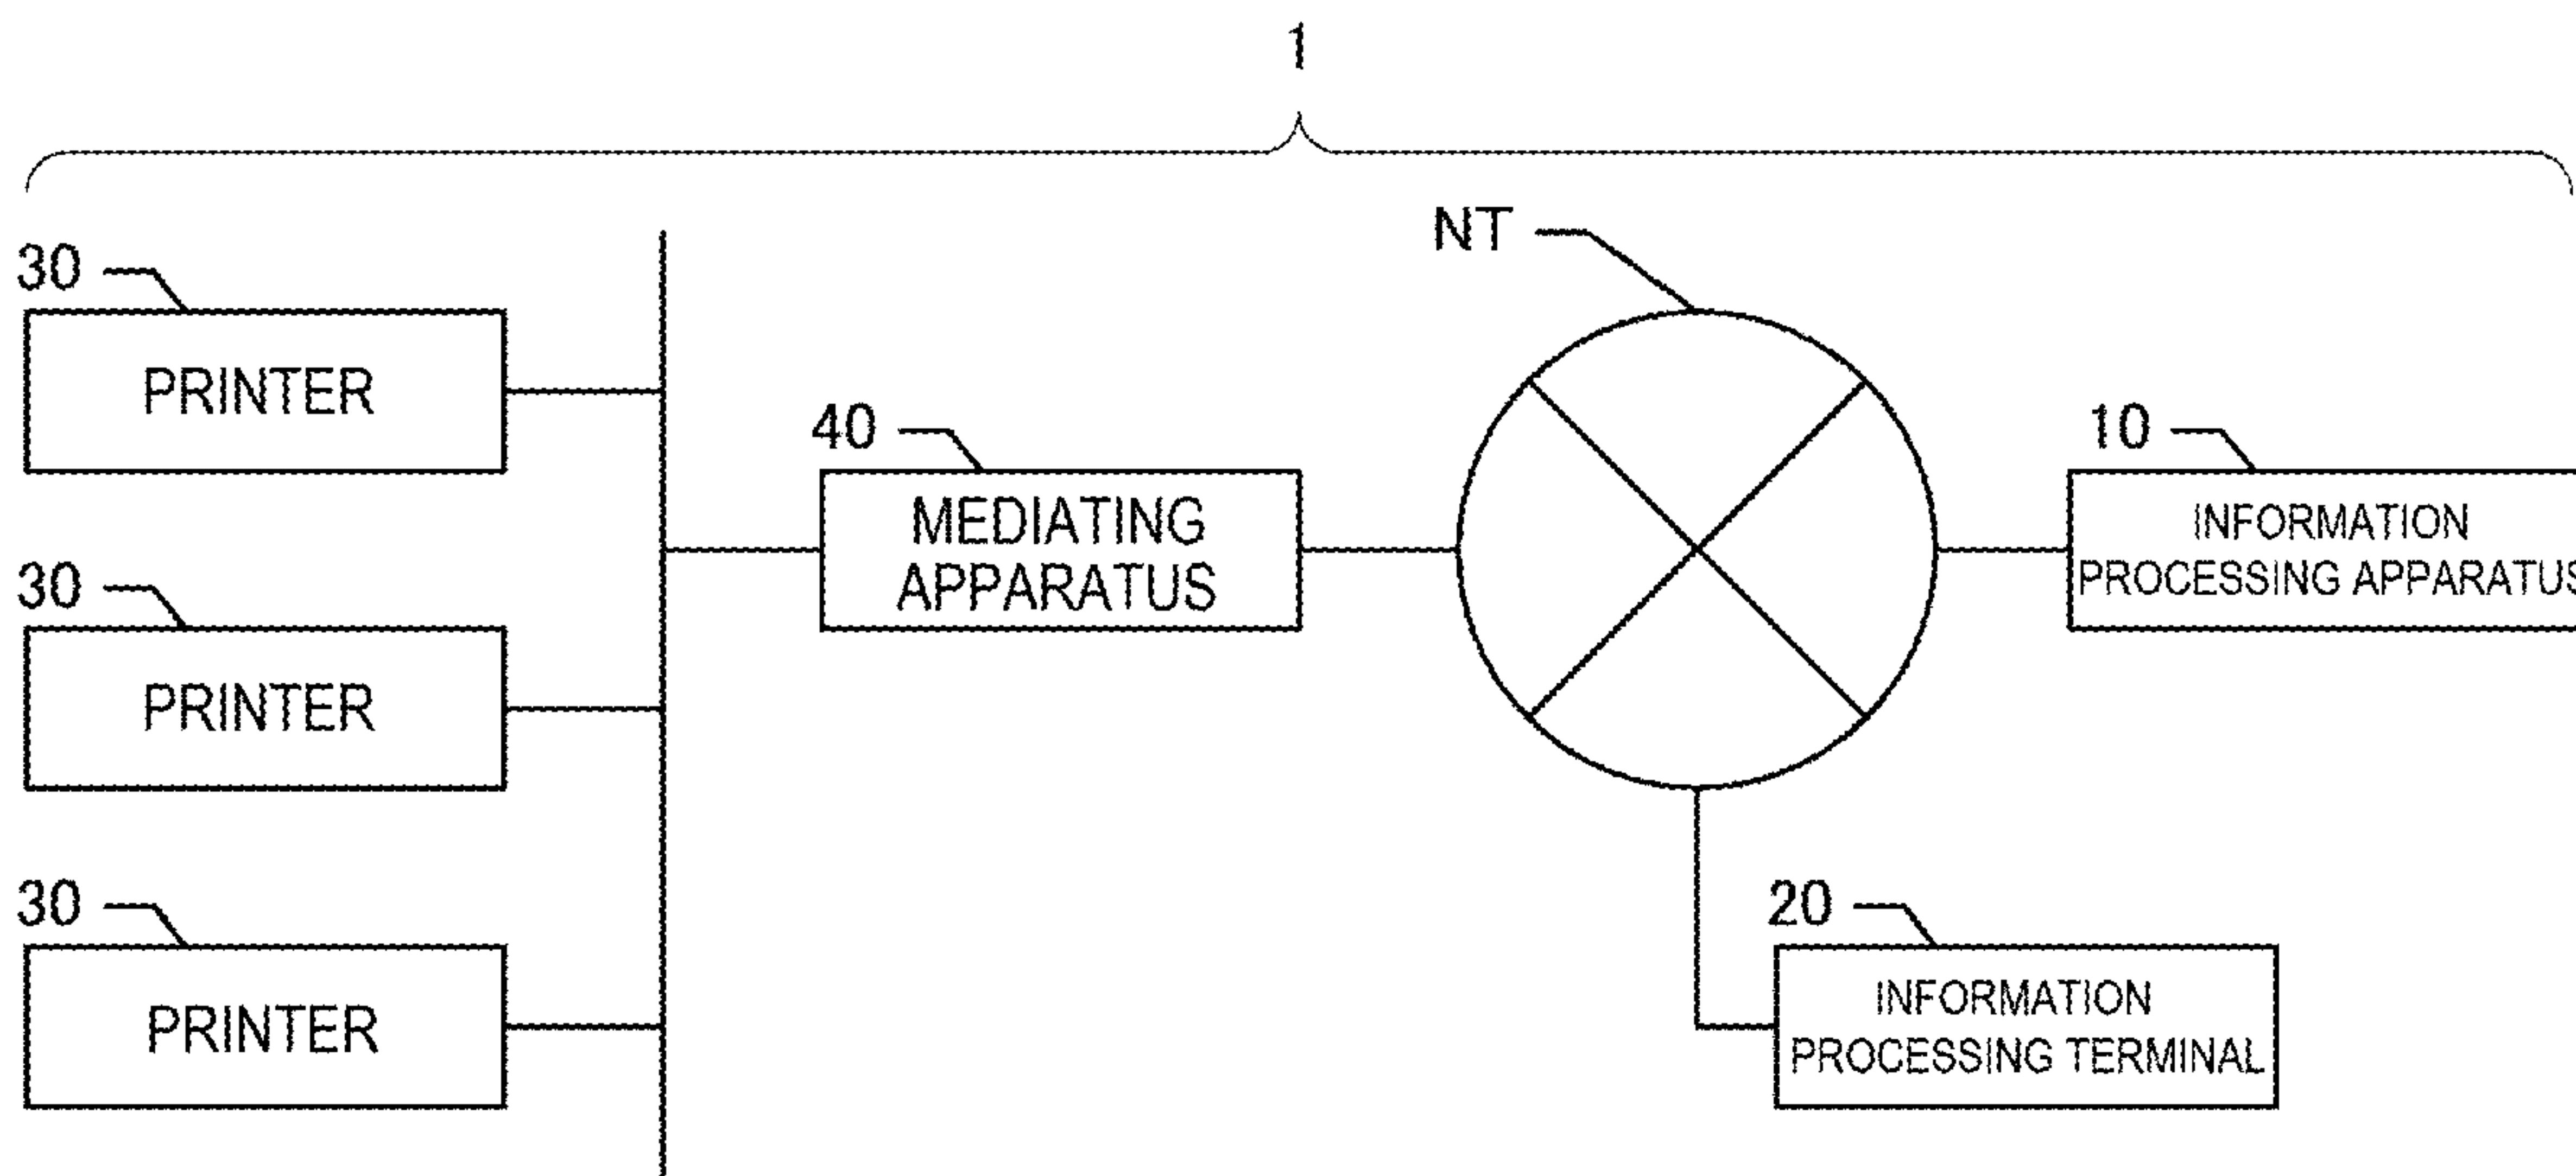 1
NT
30
PRINTER
40
MEDIATING
APPARATUS
10
INFORMATION
PROCESSING APPARATUS
30
PRINTER
30
PRINTER
20
INFORMATION
PROCESSING TERMINAL